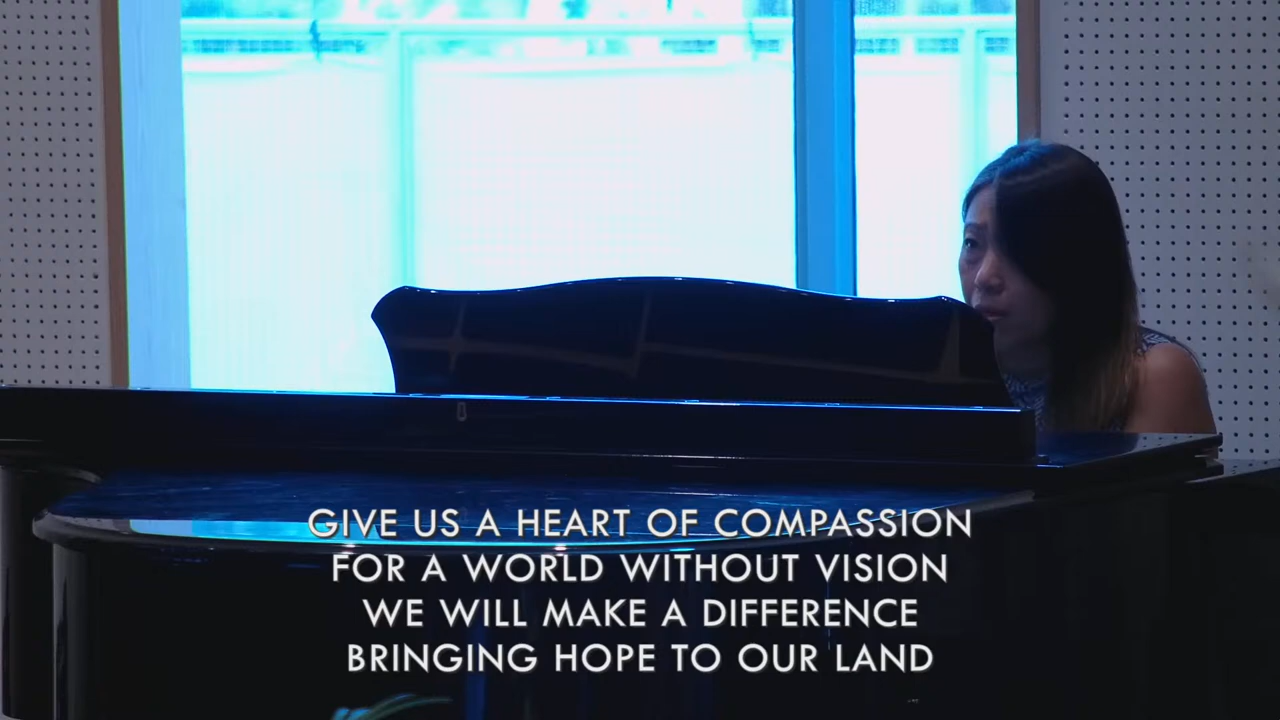 GIVE US A HEART OF COMPASSION
FOR A WORLD WITHOUT VISION
WE WILL MAKE A DIFFERENCE
BRINGING HOPE TO OUR LAND